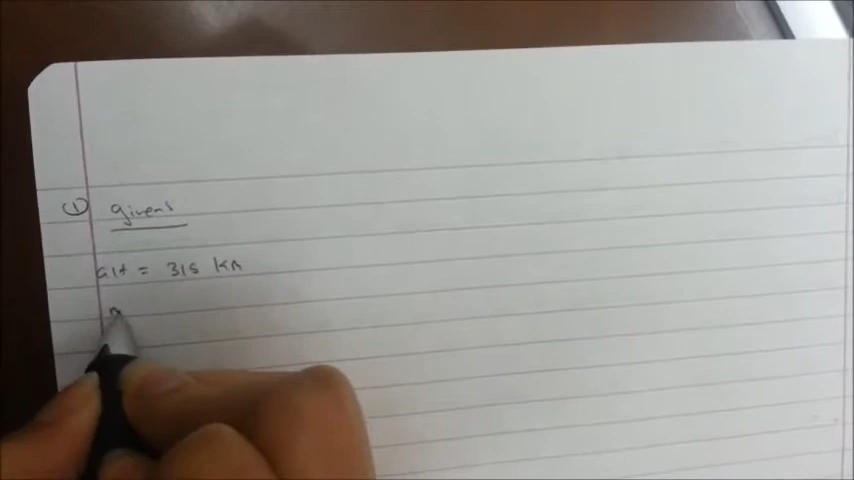 ① givens
alt = 315 km